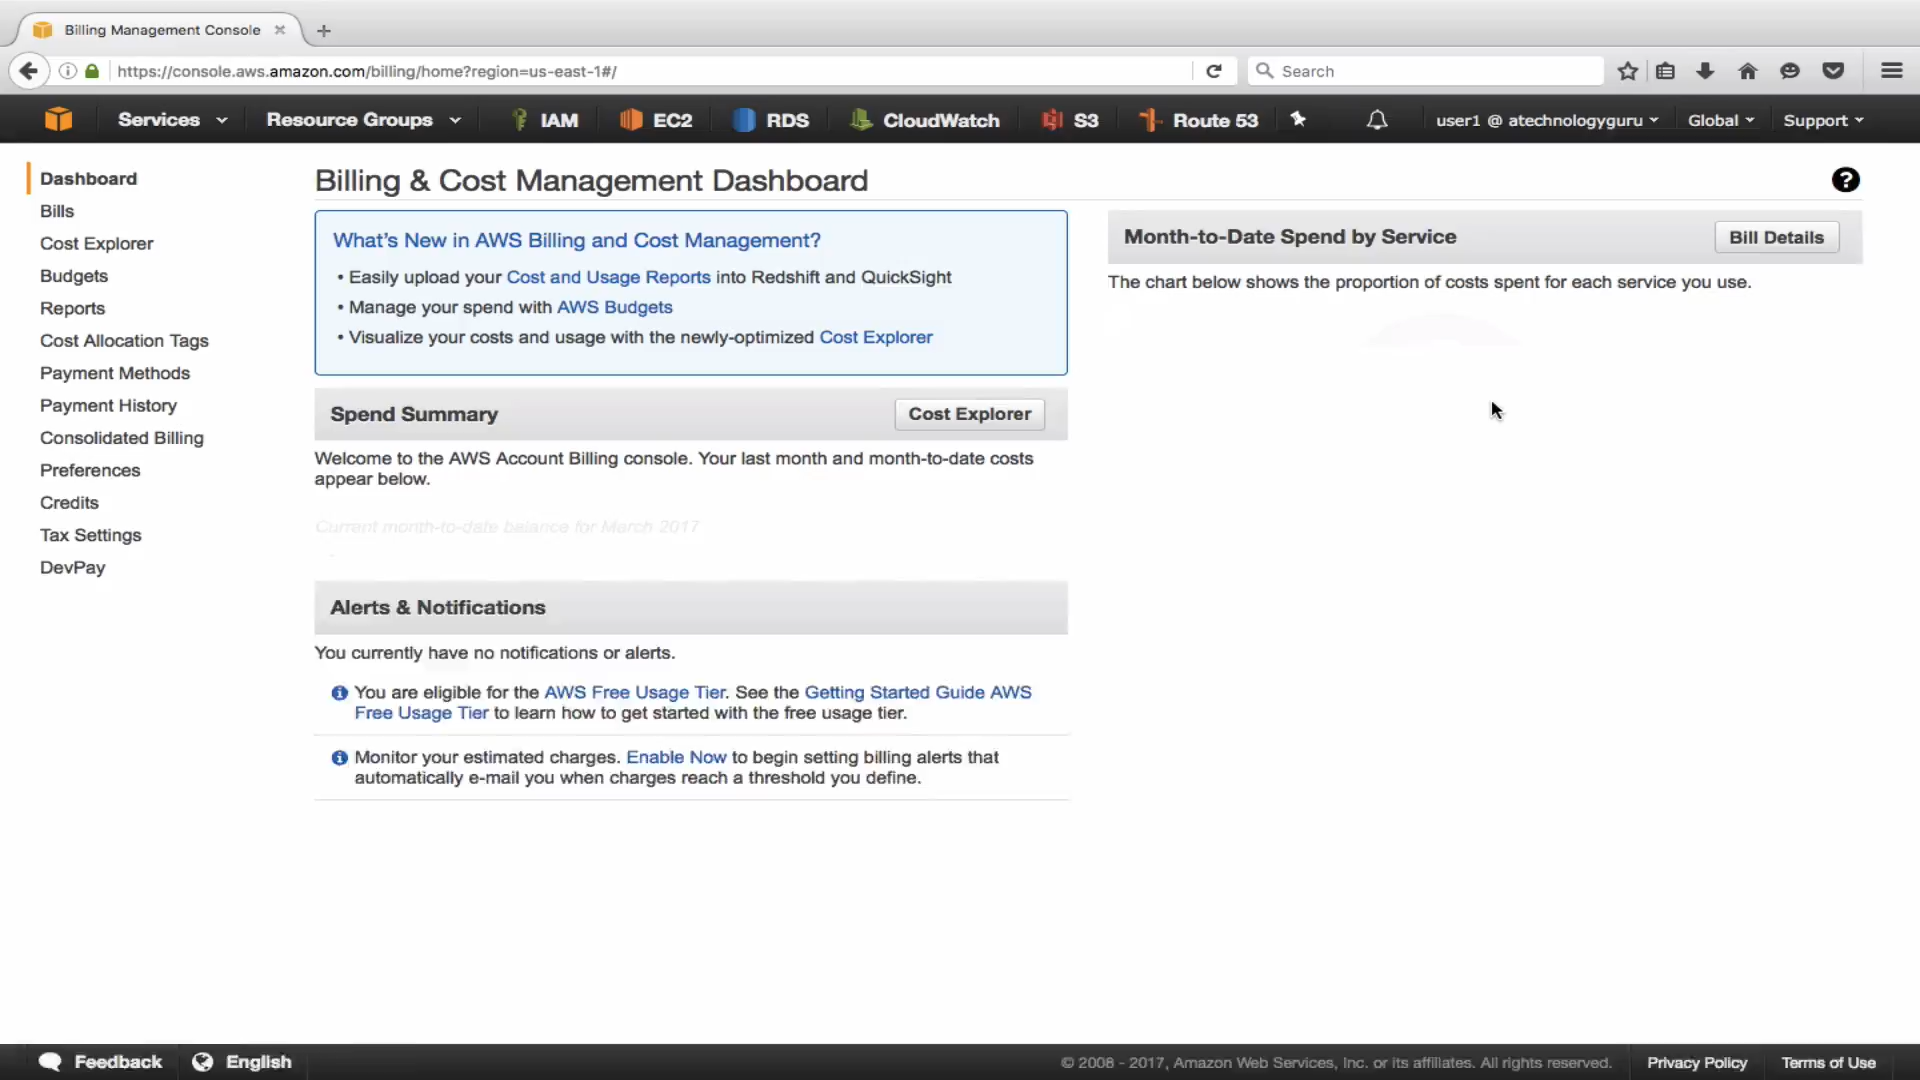 Billing Management Console
https://console.aws.amazon.com/billing/home?region=us-east-1#/
Search
Services
Resource Groups
IAM
EC2
RDS
CloudWatch
S3
Route 53
user1 @ atechnologyguru
Global
Support
Dashboard
Bills
Cost Explorer
Budgets
Reports
Cost Allocation Tags
Payment Methods
Payment History
Consolidated Billing
Preferences
Credits
Tax Settings
DevPay
Billing & Cost Management Dashboard
What's New in AWS Billing and Cost Management?
• Easily upload your Cost and Usage Reports into Redshift and QuickSight
• Manage your spend with AWS Budgets
• Visualize your costs and usage with the newly-optimized Cost Explorer
Spend Summary
Cost Explorer
Welcome to the AWS Account Billing console. Your last month and month-to-date costs
appear below.
Current month-to-date balance for March 2017
Alerts & Notifications
You currently have no notifications or alerts.
You are eligible for the AWS Free Usage Tier. See the Getting Started Guide AWS
Free Usage Tier to learn how to get started with the free usage tier.
Monitor your estimated charges. Enable Now to begin setting billing alerts that
automatically e-mail you when charges reach a threshold you define.
Month-to-Date Spend by Service
Bill Details
The chart below shows the proportion of costs spent for each service you use.
Feedback
English
© 2008 - 2017, Amazon Web Services, Inc. or its affiliates. All rights reserved.
Privacy Policy
Terms of Use